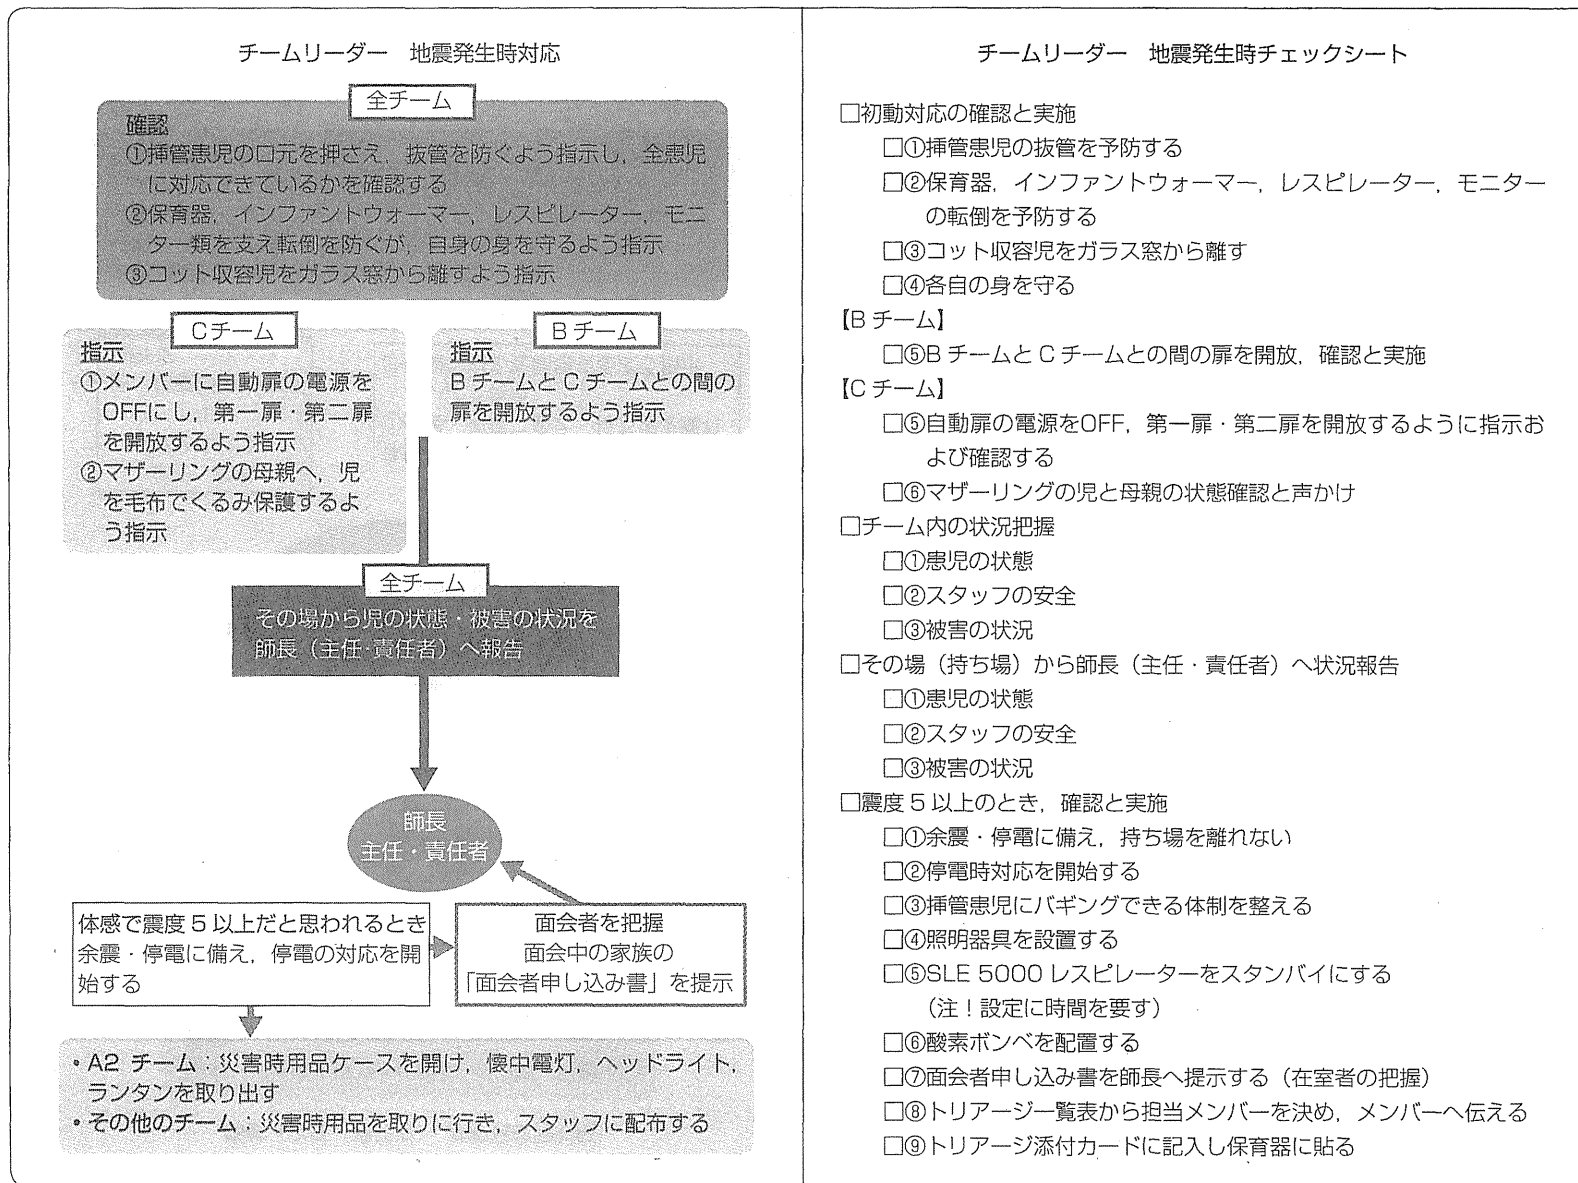 チームリーダー 地震発生時対応
全チーム
確認
①挿管患児の口元を押さえ，抜管を防ぐよう指示し，全患児
に対応できているかを確認する
②保育器，インファントウォーマー，レスピレーター，モニ
ター類を支え転倒を防ぐが，自身の身を守るよう指示
③コット収容児をガラス窓から離すよう指示
Cチーム
指示
①メンバーに自動扉の電源を
OFFにし，第一扉・第二扉
を開放するよう指示
②マザーリングの母親へ，児
を毛布でくるみ保護するよ
う指示
Bチーム
指示
BチームとCチームとの間の
扉を開放するよう指示
全チーム
その場から児の状態・被害の状況を
師長（主任・責任者）へ報告
師長
主任・責任者
体感で震度5以上だと思われるとき
余震・停電に備え，停電の対応を開
始する
面会者を把握
面会中の家族の
「面会者申し込み書」を提示
・A2 チーム：災害時用品ケースを開け，懐中電灯，ヘッドライト，
ランタンを取り出す
・その他のチーム：災害時用品を取りに行き，スタッフに配布する
チームリーダー 地震発生時チェックシート
□初動対応の確認と実施
□①挿管患児の抜管を予防する
□②保育器，インファントウォーマー，レスピレーター，モニター
の転倒を予防する
□③コット収容児をガラス窓から離す
□④各自の身を守る
【Bチーム】
□⑤BチームとCチームとの間の扉を開放，確認と実施
【Cチーム】
□⑤自動扉の電源をOFF，第一扉・第二扉を開放するように指示お
よび確認する
□⑥マザーリングの児と母親の状態確認と声かけ
□チーム内の状況把握
□①患児の状態
□②スタッフの安全
□③被害の状況
□その場（持ち場）から師長（主任・責任者）へ状況報告
□①患児の状態
□②スタッフの安全
□③被害の状況
□震度5以上のとき，確認と実施
□①余震・停電に備え，持ち場を離れない
□②停電時対応を開始する
□③挿管患児にバギングできる体制を整える
□④照明器具を設置する
□⑤SLE 5000レスピレーターをスタンバイにする
（注！設定に時間を要す）
□⑥酸素ボンベを配置する
□⑦面会者申し込み書を師長へ提示する（在室者の把握）
□⑧トリアージ一覧表から担当メンバーを決め，メンバーへ伝える
□⑨トリアージ添付カードに記入し保育器に貼る